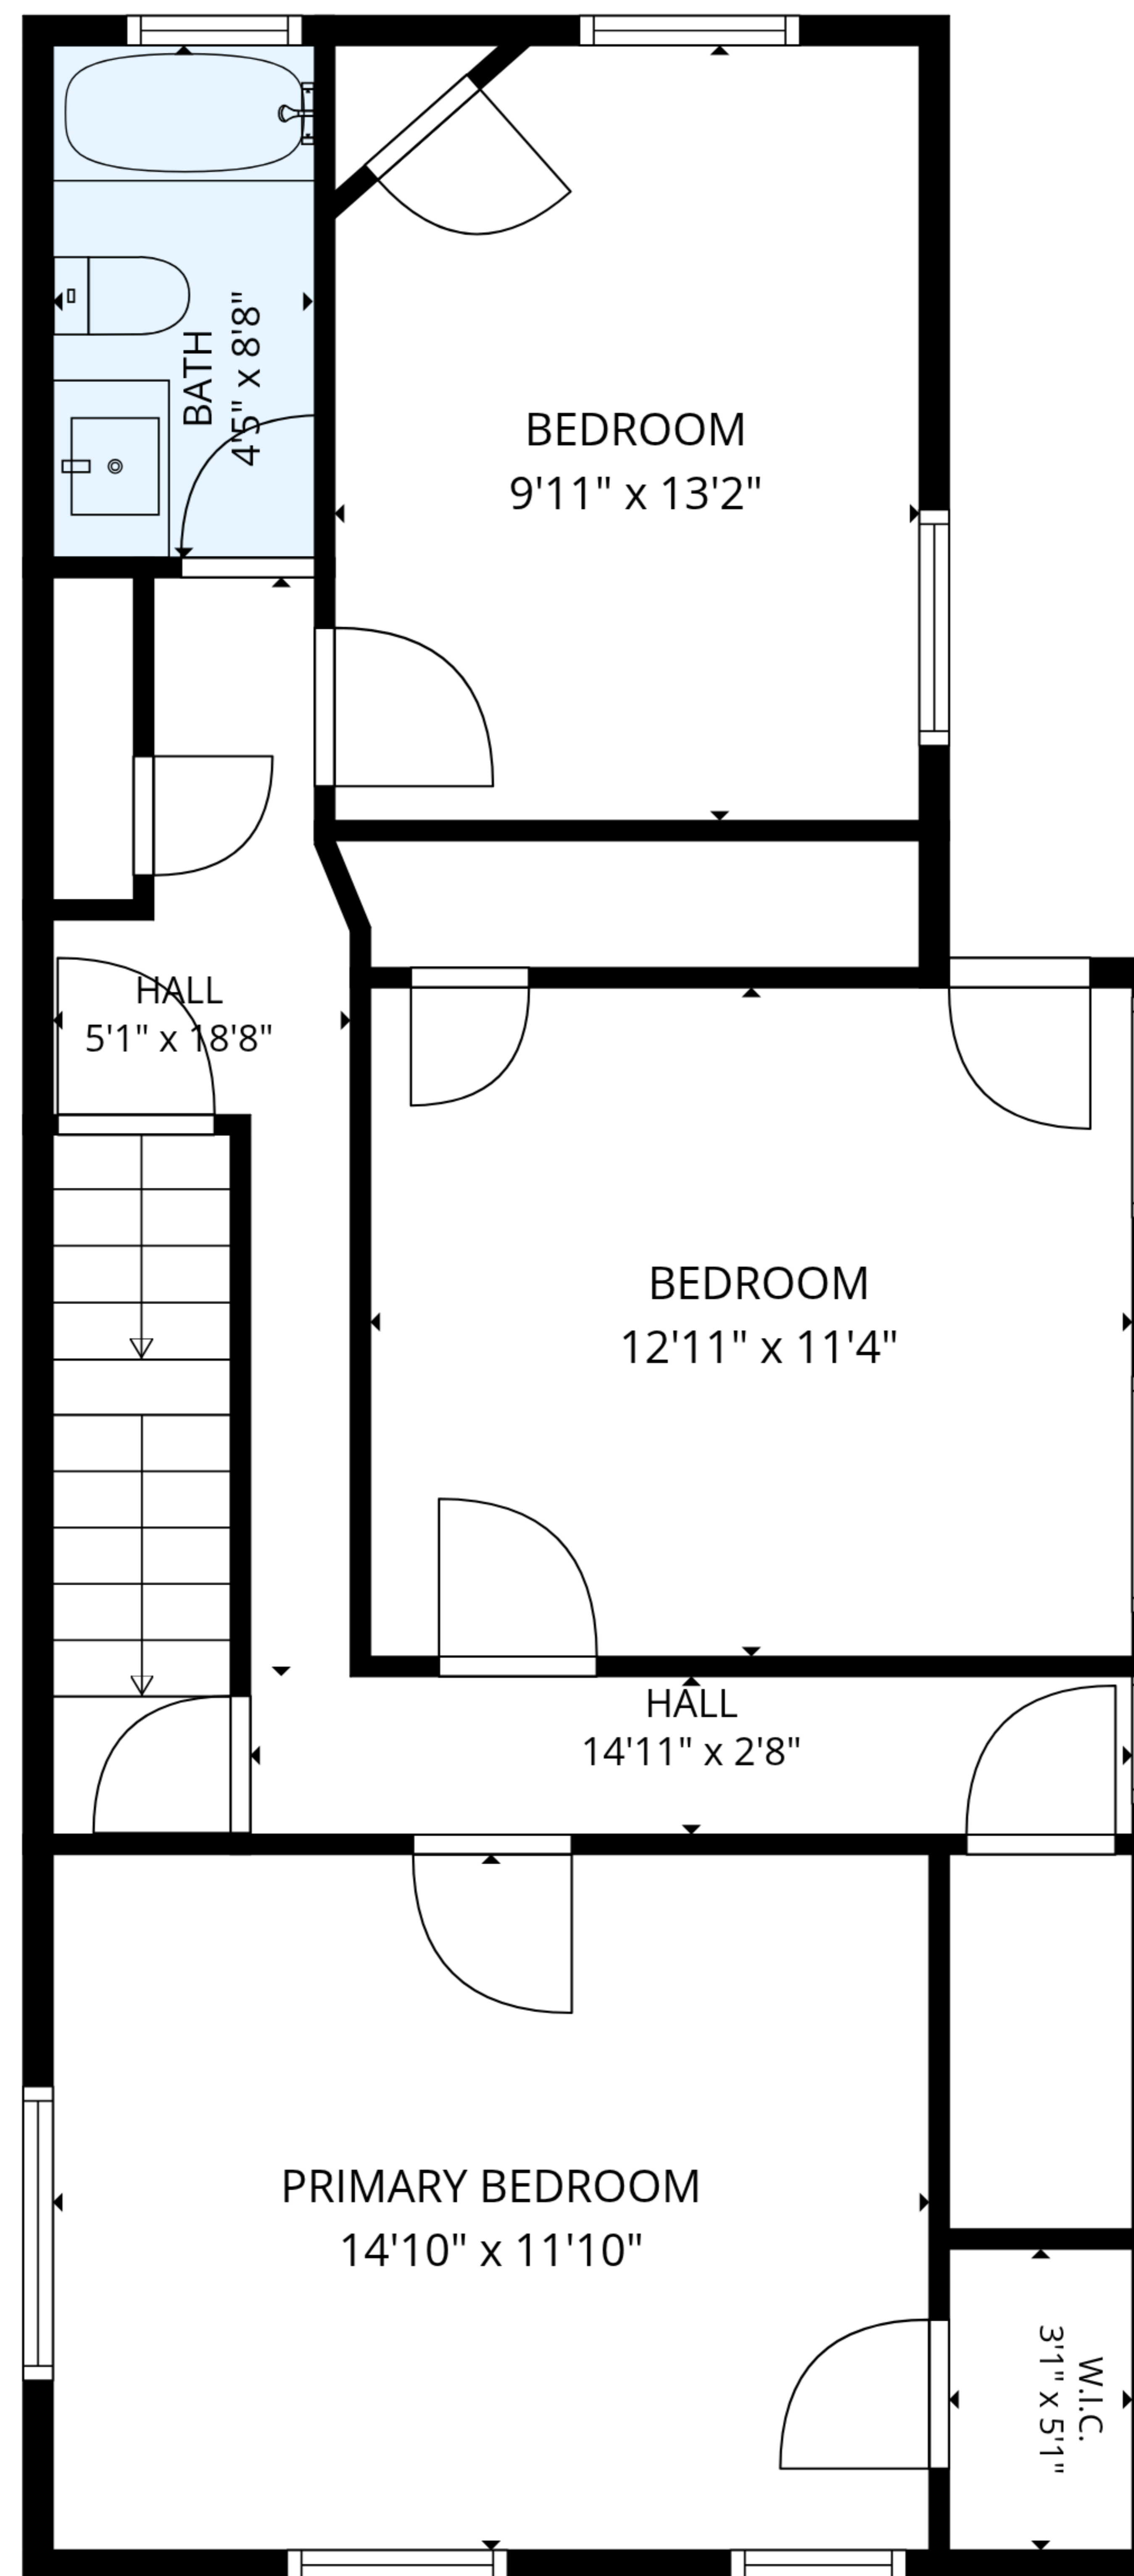 BATH
4'5" x 8'8"
BEDROOM
9'11" x 13'2"
HALL
5'1" x 18'8"
BEDROOM
12'11" x 11'4"
HALL
14'11" x 2'8"
PRIMARY BEDROOM
14'10" x 11'10"
W.I.C.
3'1" x 5'1"